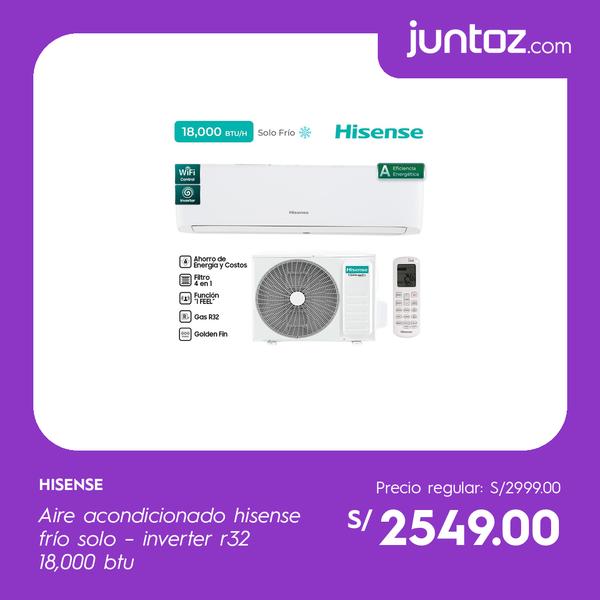 juntoz.com
18,000 BTU/H Solo Frío Hisense
WiFi
Control
Inverter
A Eficiencia
Energética
Hisense
Ahorro de
Energía y Costos
Filtro
4 en 1
Función
"I FEEL"
Gas R32
Golden Fin
Hisense
Hisense
HISENSE
Aire acondicionado hisense
frío solo - inverter r32
18,000 btu
Precio regular: S/2999.00
S/ 2549.00